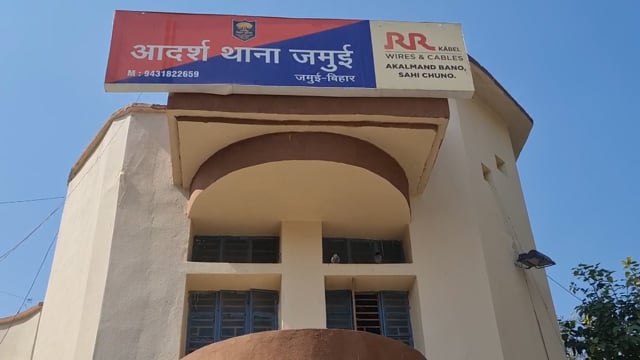 आदर्श थाना जमुई
M : 9431822659
जमुई-बिहार
RR KABEL
WIRES & CABLES
AKALMAND BANO,
SAHI CHUNO.